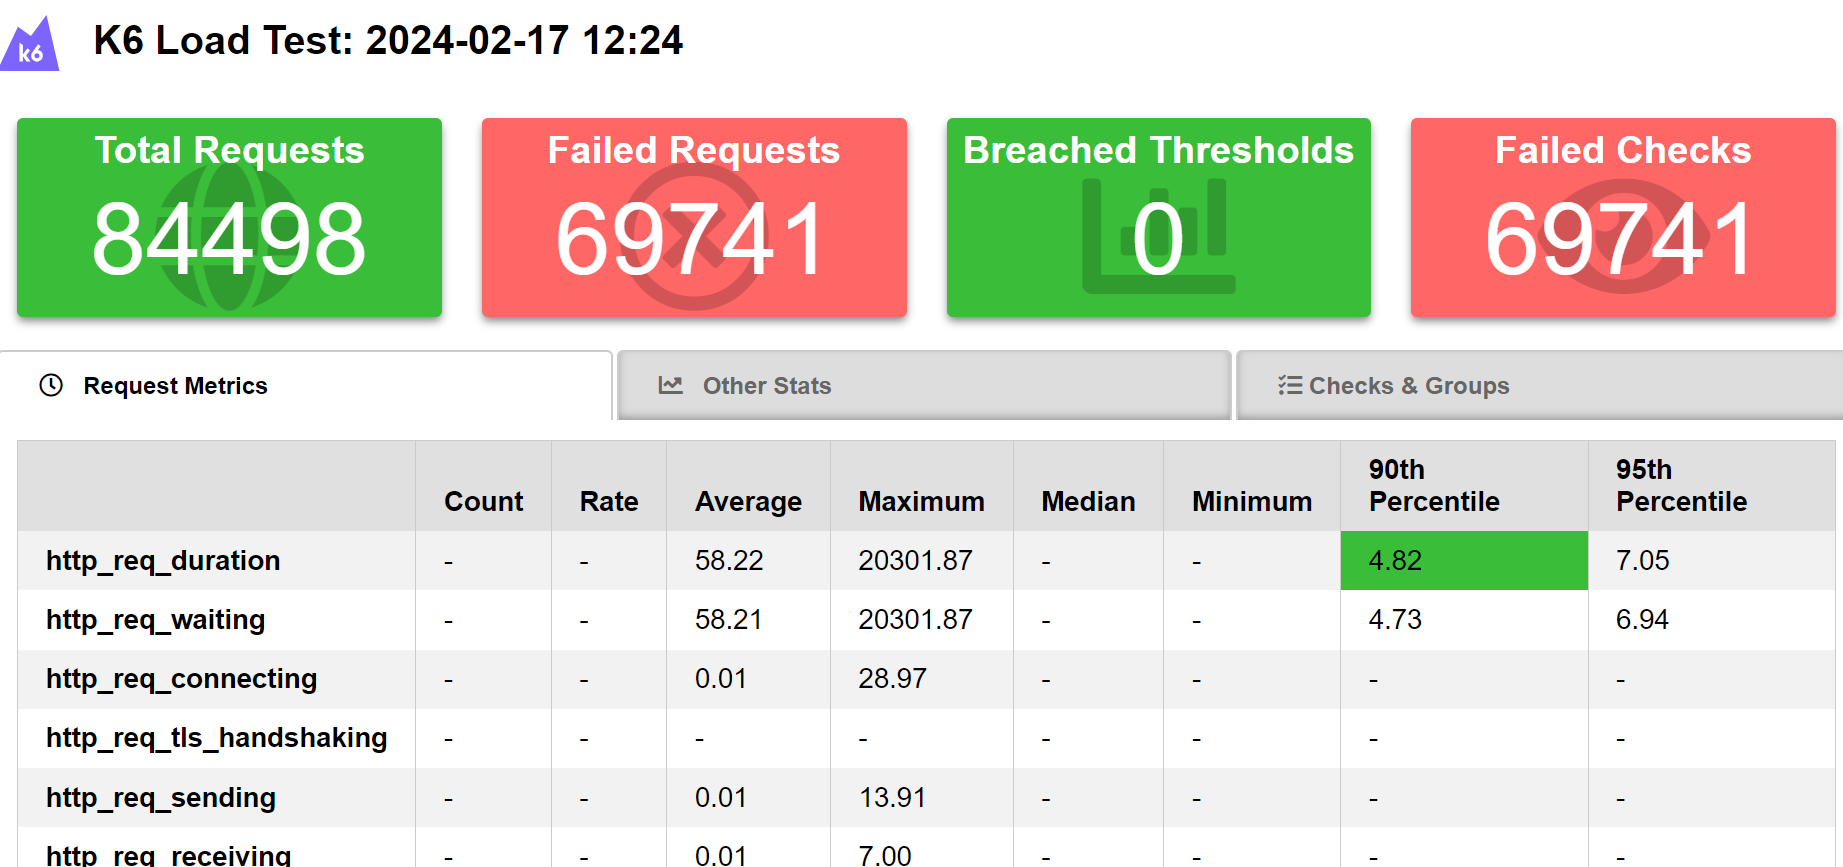 k6
K6 Load Test: 2024-02-17 12:24
Total Requests
84498
Failed Requests
69741
Breached Thresholds
0
Failed Checks
69741
Request Metrics
Other Stats
Checks & Groups
Count Rate Average Maximum Median Minimum 90th Percentile 95th Percentile
http_req_duration - - 58.22 20301.87 - - 4.82 7.05
http_req_waiting - - 58.21 20301.87 - - 4.73 6.94
http_req_connecting - - 0.01 28.97 - - - -
http_req_tls_handshaking - - - - - - - -
http_req_sending - - 0.01 13.91 - - - -
http_req_receiving - - 0.01 7.00 - - - -